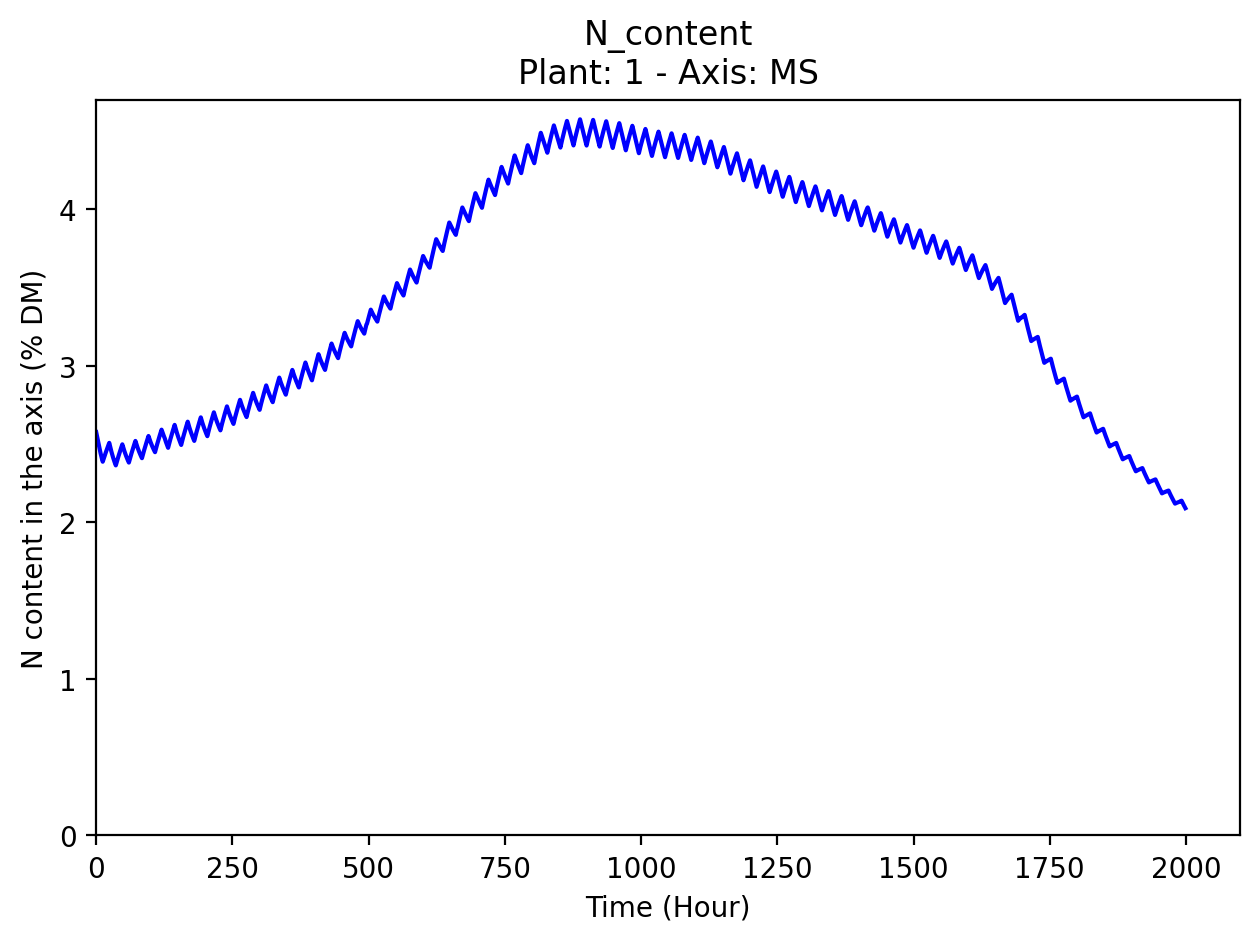 N_content
Plant: 1 - Axis: MS
N content in the axis (% DM)
4
3
2
1
0
0 250 500 750 1000 1250 1500 1750 2000
Time (Hour)